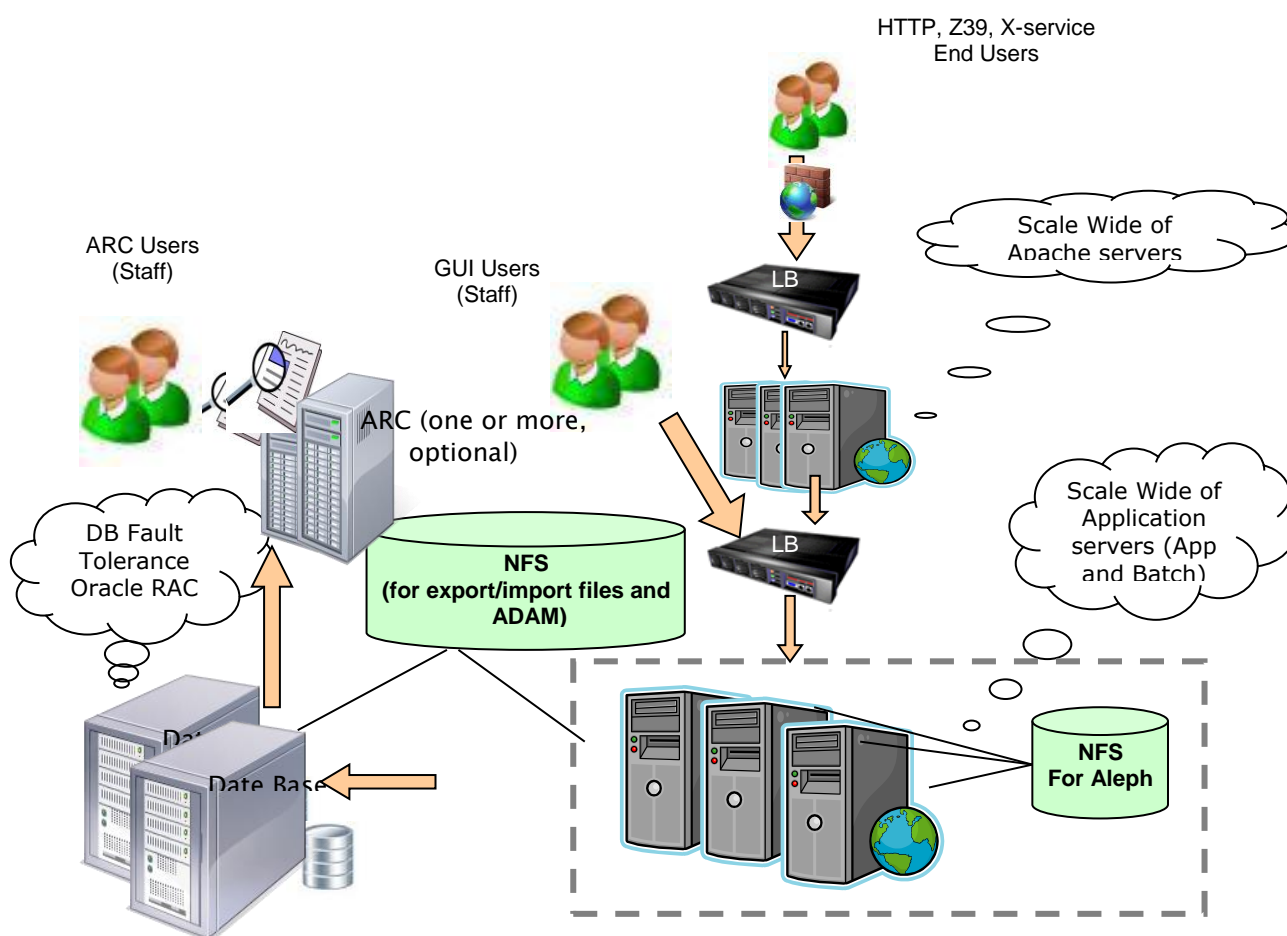 HTTP, Z39, X-service
End Users
Scale Wide of
Apache servers
ARC Users
(Staff)
GUI Users
(Staff)
LB
ARC (one or more,
optional)
Scale Wide of
Application
servers (App
and Batch)
DB Fault
Tolerance
Oracle RAC
LB
NFS
(for export/import files and
ADAM)
Dat
Date Base
NFS
For Aleph